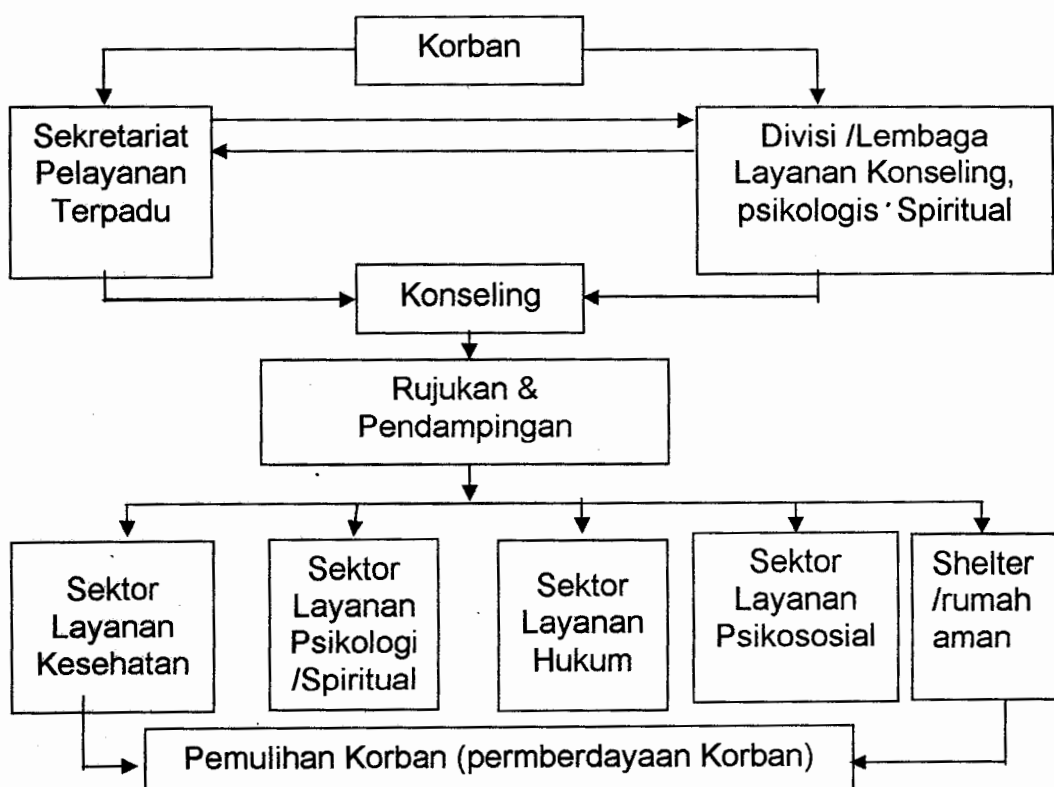 Korban
Sekretariat
Pelayanan
Terpadu
Divisi /Lembaga
Layanan Konseling,
psikologis Spiritual
Konseling
Rujukan &
Pendampingan
Sektor
Layanan
Kesehatan
Sektor
Layanan
Psikologi
/Spiritual
Sektor
Layanan
Hukum
Sektor
Layanan
Psikososial
Shelter
/rumah
aman
Pemulihan Korban (permberdayaan Korban)